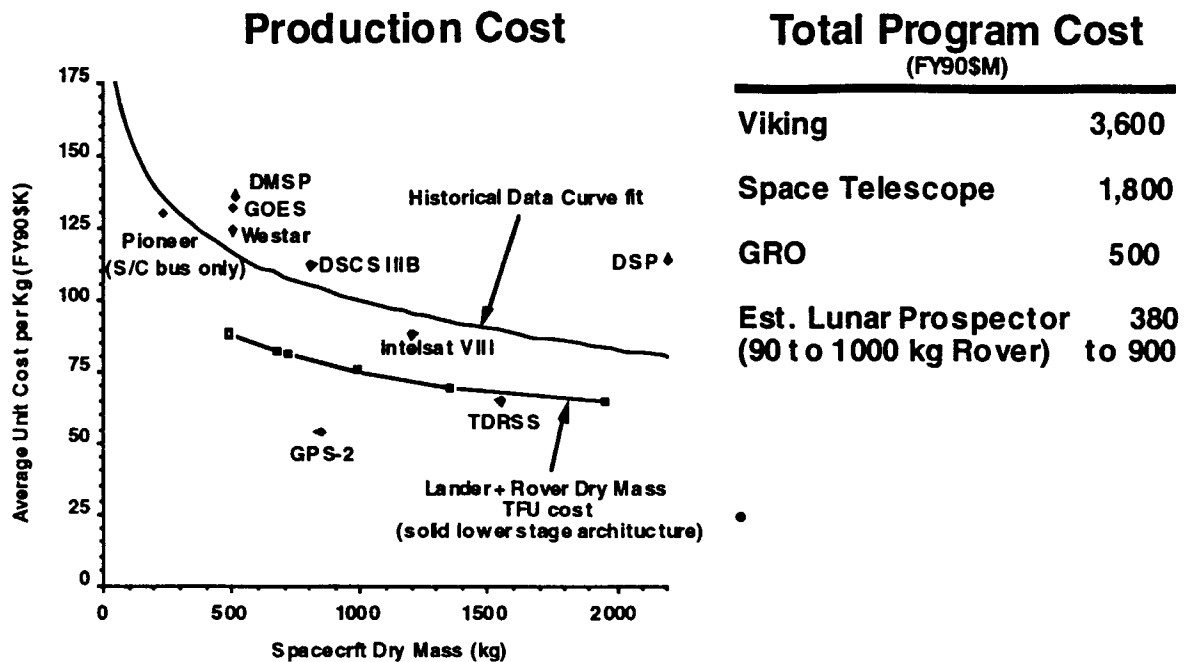 Production Cost
175
150
125
100
75
50
25
0
Average Unit Cost per Kg (FY90$K)
0 500 1000 1500 2000
Spacecrft Dry Mass (kg)
DMSP
GOES
Westar
Pioneer
(S/C bus only)
DSCS IIIB
Historical Data Curve fit
DSP
Intelsat VIII
TDRSS
GPS-2
Lander + Rover Dry Mass
TFU cost
(solid lower stage architucture)
Total Program Cost
(FY90$M)
Viking 3,600
Space Telescope 1,800
GRO 500
Est. Lunar Prospector 380
(90 to 1000 kg Rover) to 900